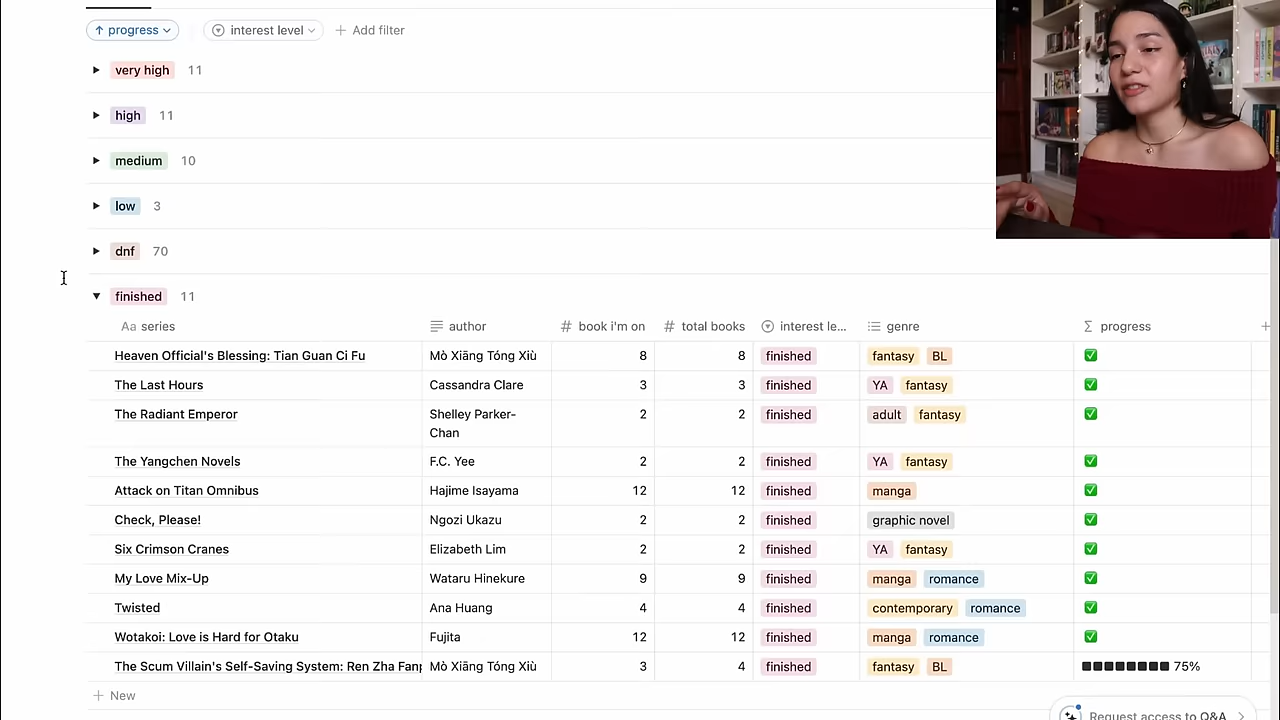 ↑ progress
interest level
+ Add filter
very high 11
high 11
medium 10
low 3
dnf 70
finished 11
Aa series author # book i'm on # total books interest le... genre Σ progress +
Heaven Official's Blessing: Tian Guan Ci Fu Mò Xiāng Tóng Xiù 8 8 finished fantasy BL ✅
The Last Hours Cassandra Clare 3 3 finished YA fantasy ✅
The Radiant Emperor Shelley Parker- 2 2 finished adult fantasy ✅
Chan
The Yangchen Novels F.C. Yee 2 2 finished YA fantasy ✅
Attack on Titan Omnibus Hajime Isayama 12 12 finished manga ✅
Check, Please! Ngozi Ukazu 2 2 finished graphic novel ✅
Six Crimson Cranes Elizabeth Lim 2 2 finished YA fantasy ✅
My Love Mix-Up Wataru Hinekure 9 9 finished manga romance ✅
Twisted Ana Huang 4 4 finished contemporary romance ✅
Wotakoi: Love is Hard for Otaku Fujita 12 12 finished manga romance ✅
The Scum Villain's Self-Saving System: Ren Zha Fanp Mò Xiāng Tóng Xiù 3 4 finished fantasy BL 75%
+ New
Request access to Q&A